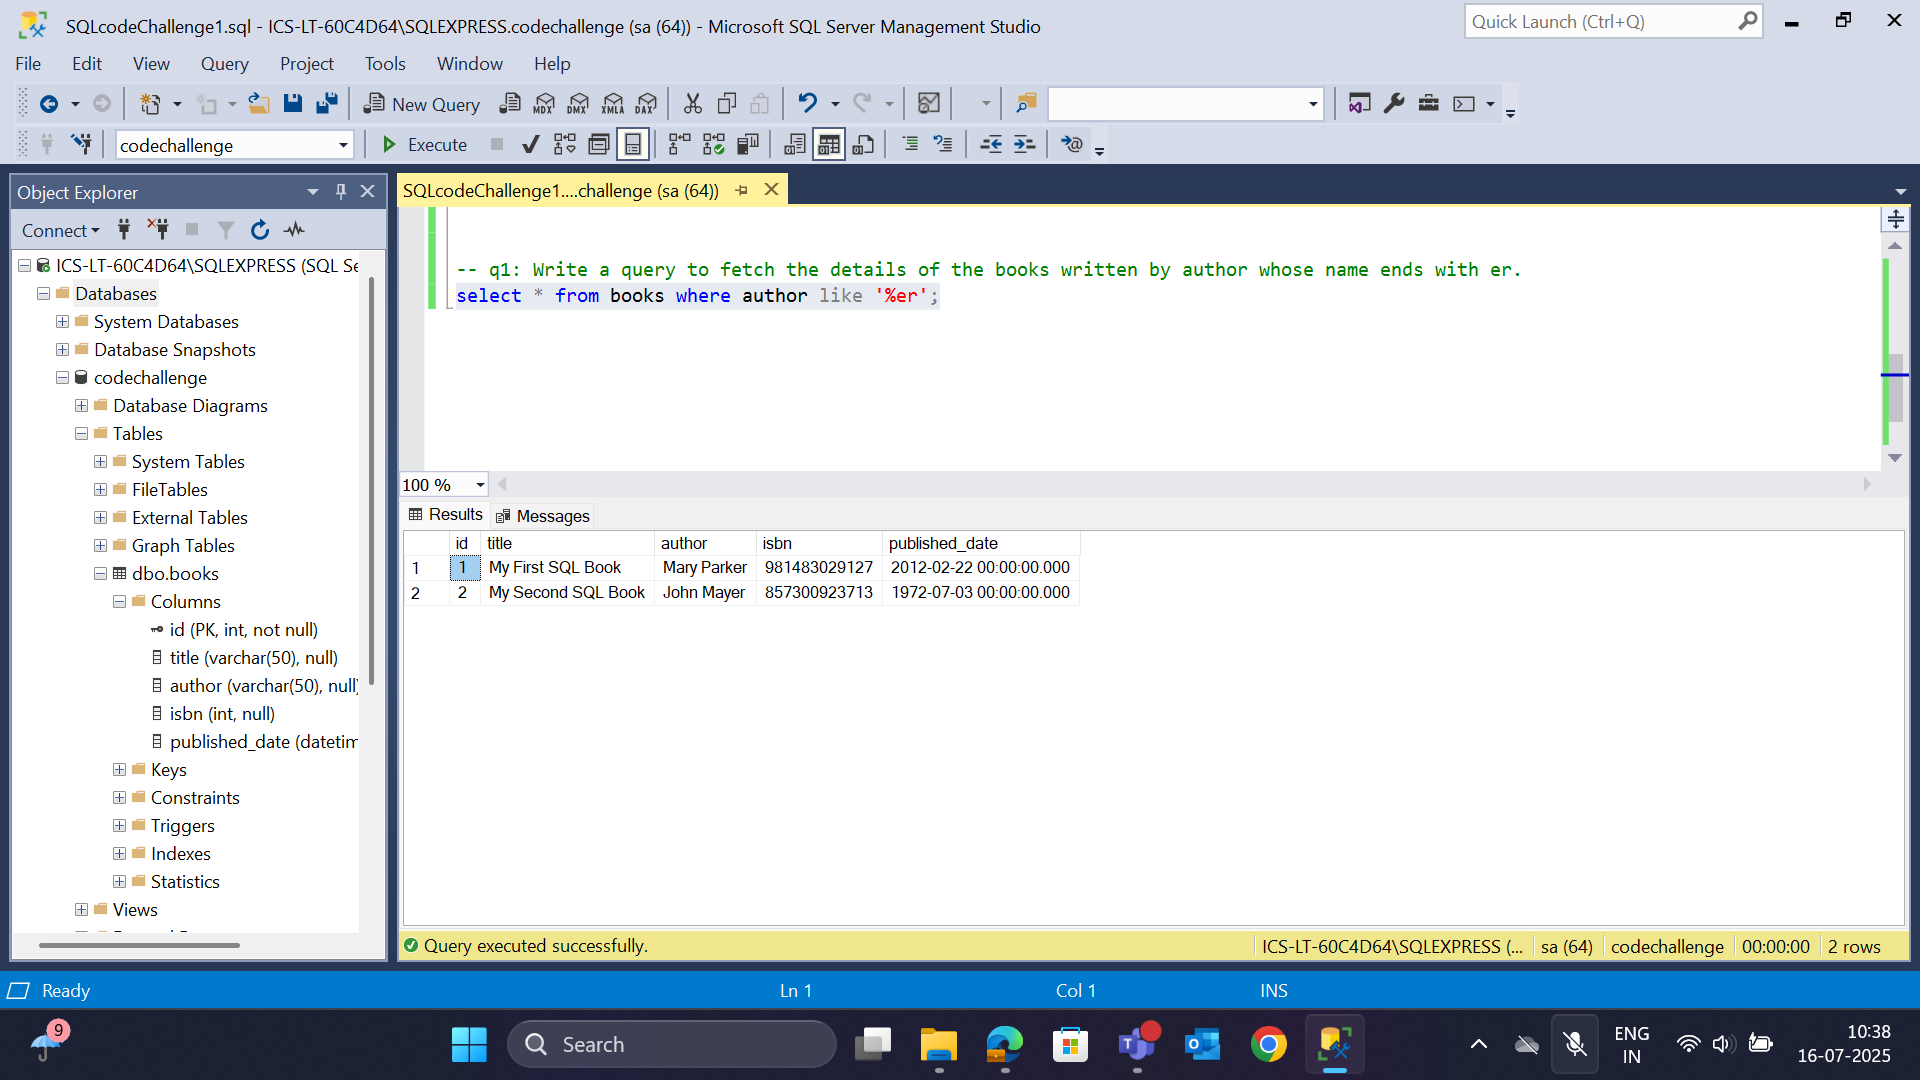 SQLcodeChallenge1.sql - ICS-LT-60C4D64\SQLEXPRESS.codechallenge (sa (64)) - Microsoft SQL Server Management Studio
Quick Launch (Ctrl+Q)
File Edit View Query Project Tools Window Help
New Query MDX DMX XMLA DAX
codechallenge Execute
Object Explorer
SQLcodeChallenge1....challenge (sa (64))
Connect
ICS-LT-60C4D64\SQLEXPRESS (SQL Se
Databases
System Databases
Database Snapshots
codechallenge
Database Diagrams
Tables
System Tables
FileTables
External Tables
Graph Tables
dbo.books
Columns
id (PK, int, not null)
title (varchar(50), null)
author (varchar(50), null)
isbn (int, null)
published_date (datetim
Keys
Constraints
Triggers
Indexes
Statistics
Views
-- q1: Write a query to fetch the details of the books written by author whose name ends with er.
select * from books where author like '%er';
100 %
Results Messages
id title author isbn published_date
1 1 My First SQL Book Mary Parker 981483029127 2012-02-22 00:00:00.000
2 2 My Second SQL Book John Mayer 857300923713 1972-07-03 00:00:00.000
Query executed successfully. ICS-LT-60C4D64\SQLEXPRESS (... sa (64) codechallenge 00:00:00 2 rows
Ready Ln 1 Col 1 INS
9
Search
ENG
IN
10:38
16-07-2025